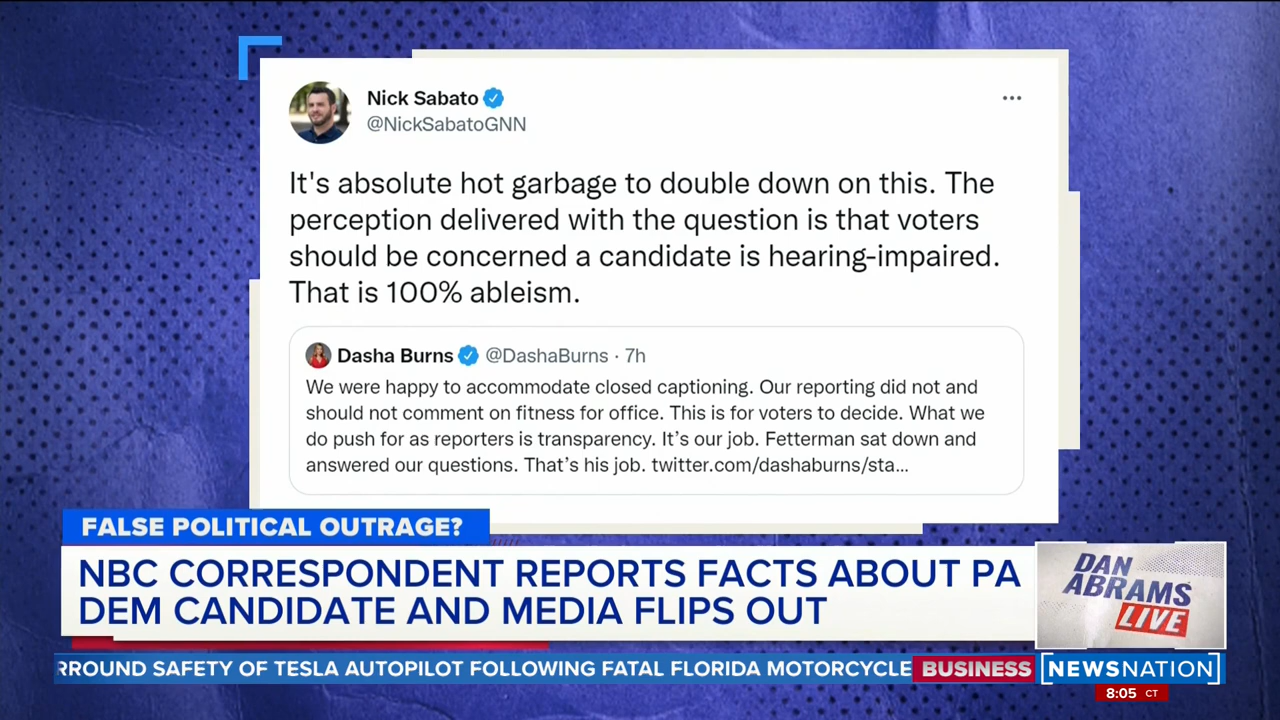 Nick Sabato
@NickSabatoGNN
It's absolute hot garbage to double down on this. The
perception delivered with the question is that voters
should be concerned a candidate is hearing-impaired.
That is 100% ableism.
Dasha Burns @DashaBurns · 7h
We were happy to accommodate closed captioning. Our reporting did not and
should not comment on fitness for office. This is for voters to decide. What we
do push for as reporters is transparency. It's our job. Fetterman sat down and
answered our questions. That's his job. twitter.com/dashaburns/sta...
FALSE POLITICAL OUTRAGE?
NBC CORRESPONDENT REPORTS FACTS ABOUT PA
DEM CANDIDATE AND MEDIA FLIPS OUT
DAN
ABRAMS
LIVE
RROUND SAFETY OF TESLA AUTOPILOT FOLLOWING FATAL FLORIDA MOTORCYCLE BUSINESS NEWSNATION
8:05 CT